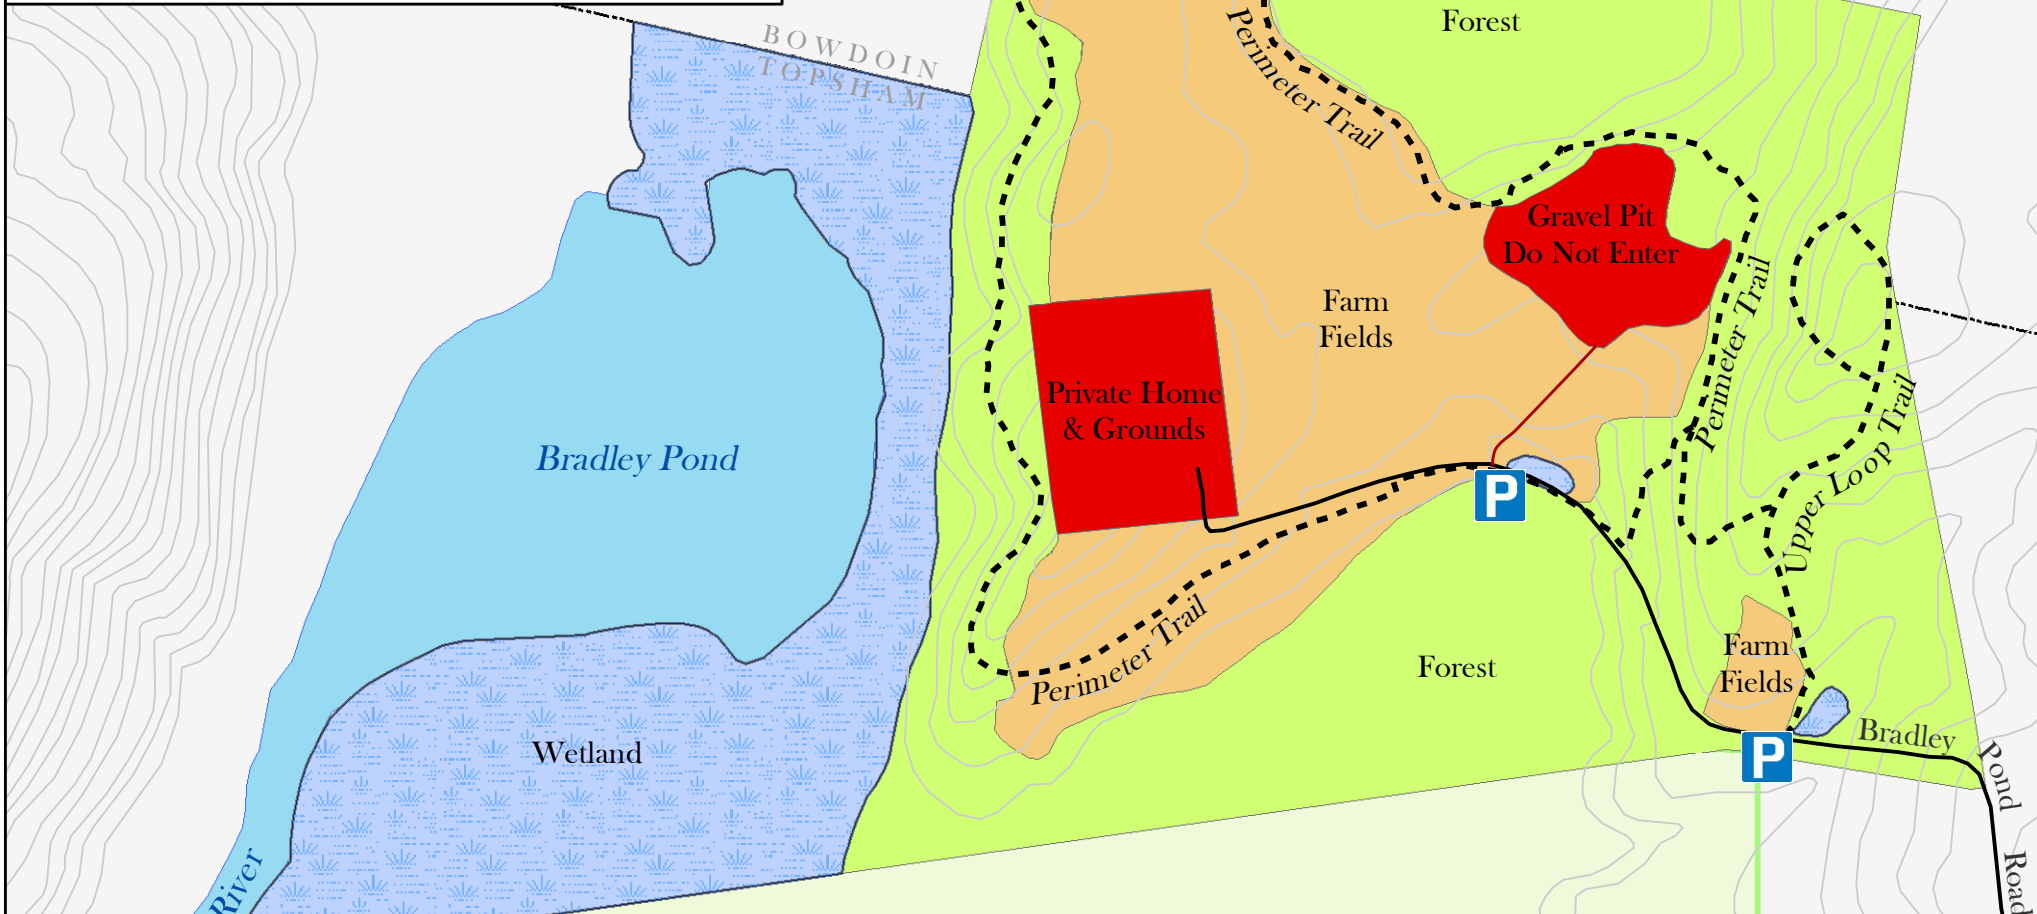 BOWDOIN
TOPSHAM
Forest
Perimeter Trail
Gravel Pit
Do Not Enter
Farm
Fields
Perimeter Trail
Private Home
& Grounds
Bradley Pond
P
Upper Loop Trail
Perimeter Trail
Forest
Farm
Fields
Wetland
P
Bradley Pond Road
River